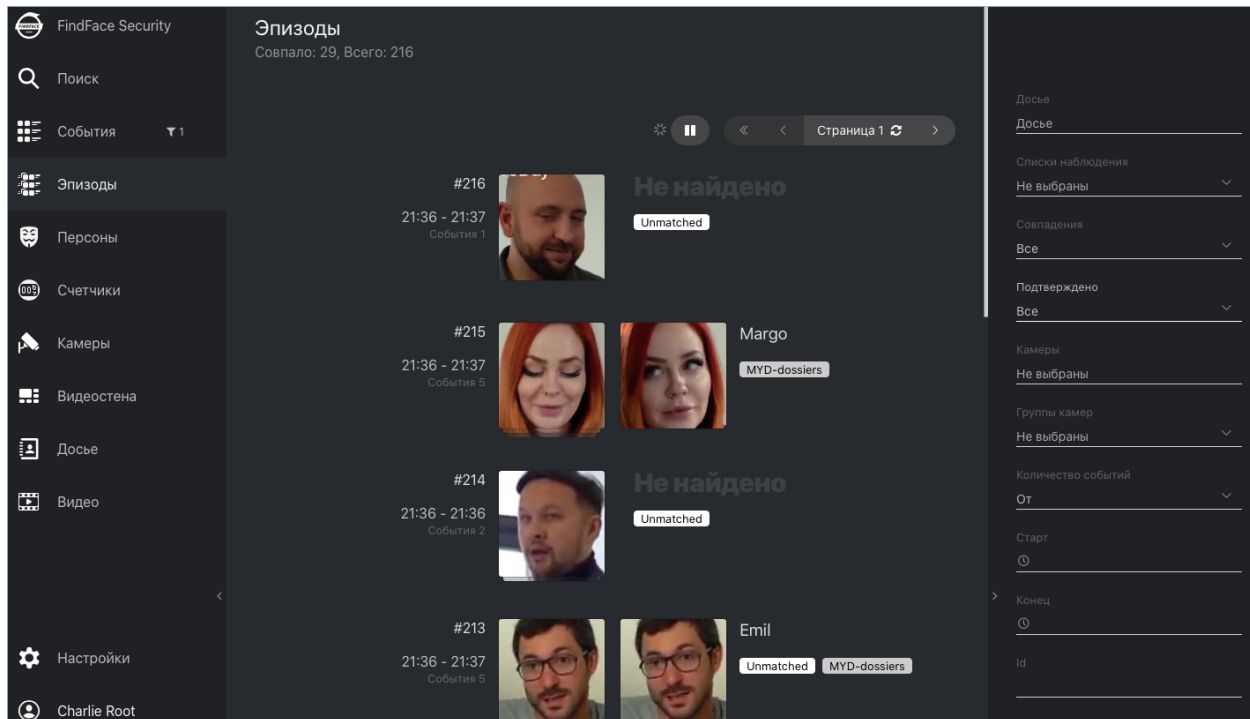 FindFace Security
Поиск
События 1
Эпизоды
Персоны
Счетчики
Камеры
Видеостена
Досье
Видео
Настройки
Charlie Root
Эпизоды
Совпало: 29, Всего: 216
Страница 1
#216
21:36 - 21:37
События 1
Не найдено
Unmatched
#215
21:36 - 21:37
События 5
Margo
MYD-dossiers
#214
21:36 - 21:36
События 2
Не найдено
Unmatched
#213
21:36 - 21:37
События 5
Emil
Unmatched MYD-dossiers
Досье
Досье
Списки наблюдения
Не выбраны
Совпадения
Все
Подтверждено
Все
Камеры
Не выбраны
Группы камер
Не выбраны
Количество событий
От
Старт
Конец
Id